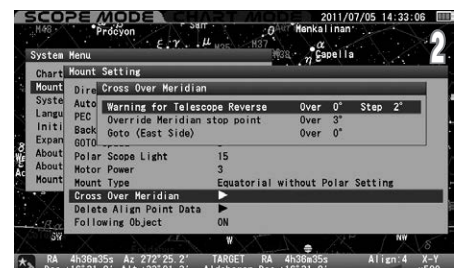 SCOPE MODE
2011/07/05 14:33:06
Procyon
Menkalinan
Capella
2
System Menu
Chart
Mount Setting
Mount
Cross Over Meridian
Auto
Warning for Telescope Reverse Over 0° Step 2°
PEC
Override Meridian stop point Over 3°
Back
Goto (East Side) Over 0°
Expan
GOTO
About
Polar Scope Light 15
About
Motor Power 3
Mount
Mount Type Equatorial without Polar Setting
Cross Over Meridian ▶
Delete Align Point Data ▶
Following Object ON
SW W NW
RA 4h36m35s Az 272°25.2' TARGET RA 4h36m35s Align:4 X-Y